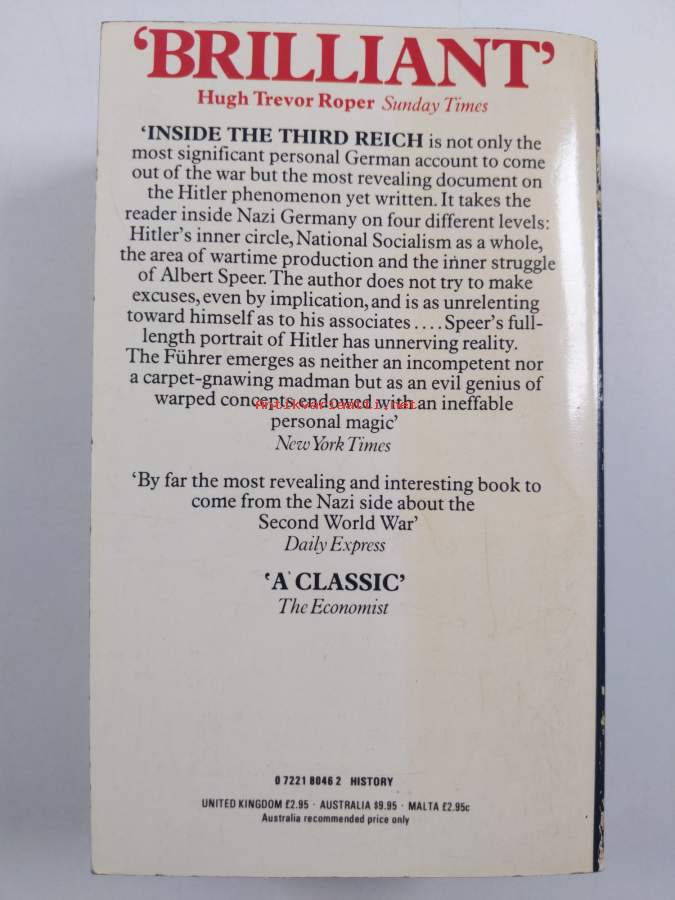 ‘BRILLIANT’
Hugh Trevor Roper Sunday Times
‘INSIDE THE THIRD REICH is not only the
most significant personal German account to come
out of the war but the most revealing document on
the Hitler phenomenon yet written. It takes the
reader inside Nazi Germany on four different levels:
Hitler’s inner circle, National Socialism as a whole,
the area of wartime production and the inner struggle
of Albert Speer. The author does not try to make
excuses, even by implication, and is as unrelenting
toward himself as to his associates .... Speer’s full-
length portrait of Hitler has unnerving reality.
The Führer emerges as neither an incompetent nor
a carpet-gnawing madman but as an evil genius of
warped concepts endowed with an ineffable
Antikvariaatti.net
personal magic’
New York Times
‘By far the most revealing and interesting book to
come from the Nazi side about the
Second World War’
Daily Express
‘A CLASSIC’
The Economist
0 7221 8046 2 HISTORY
UNITED KINGDOM £2.95 · AUSTRALIA $9.95 · MALTA £2.95c
Australia recommended price only